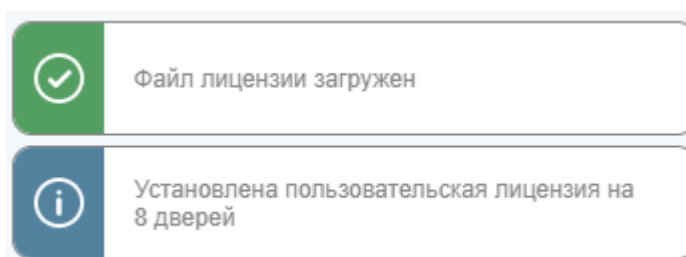 Файл лицензии загружен
Установлена пользовательская лицензия на
8 дверей